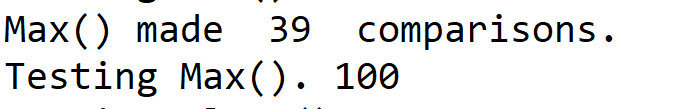 Max() made  39  comparisons.
Testing Max(). 100